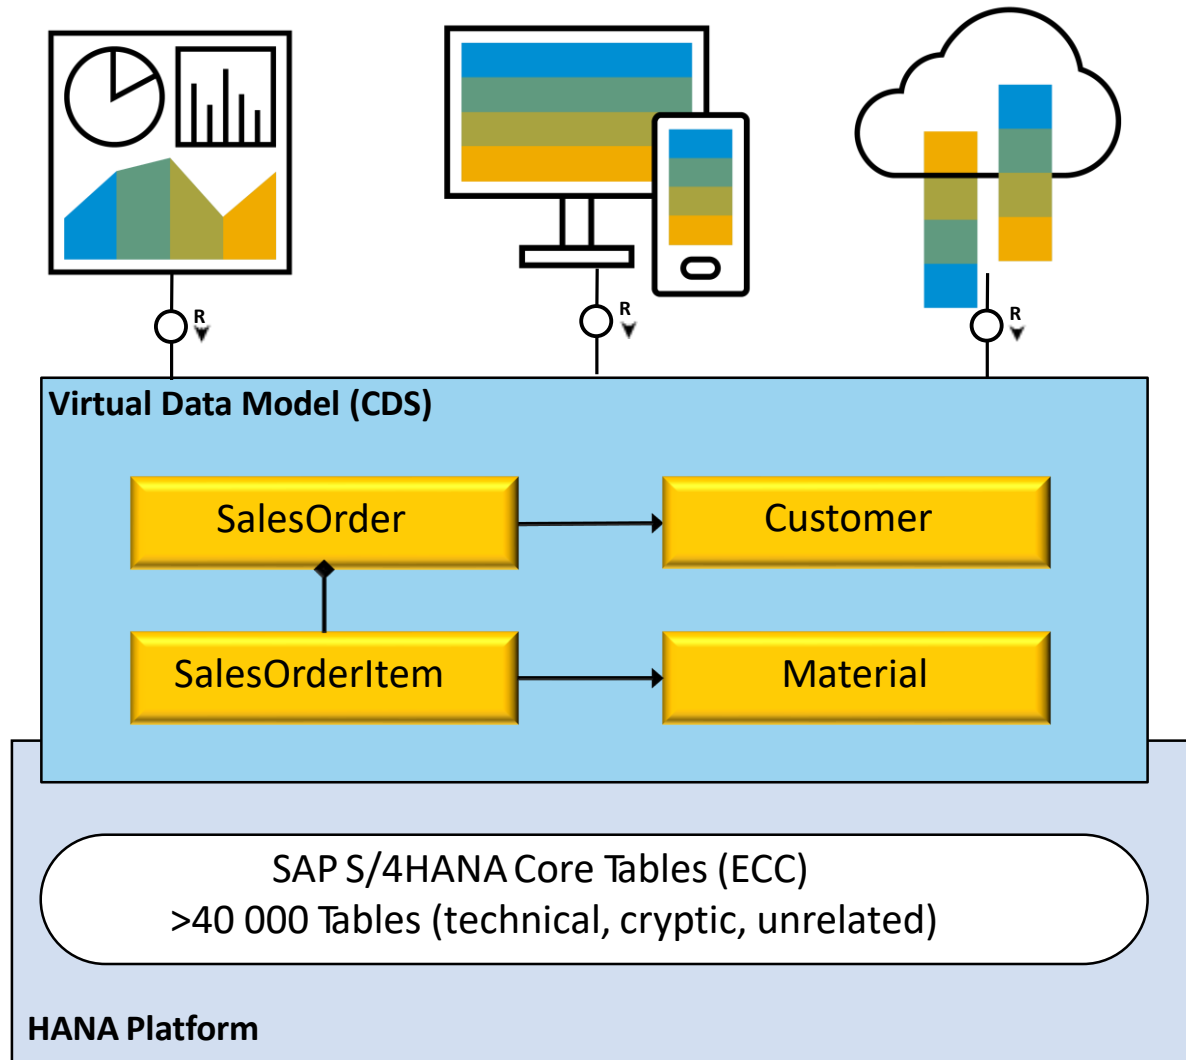 R
R
R
Virtual Data Model (CDS)
SalesOrder
Customer
SalesOrderItem
Material
SAP S/4HANA Core Tables (ECC)
>40 000 Tables (technical, cryptic, unrelated)
HANA Platform